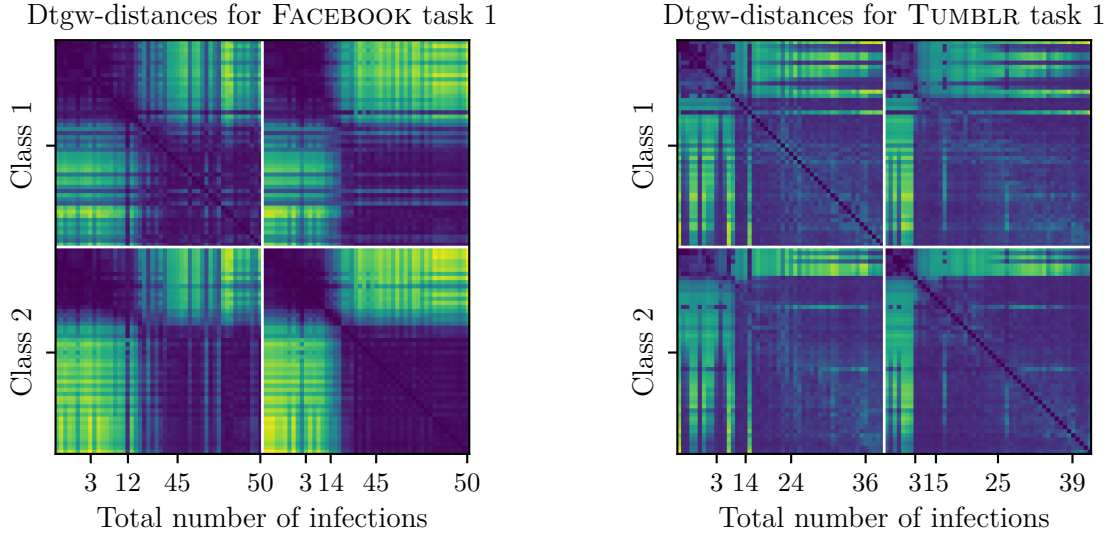 Dtgw-distances for FACEBOOK task 1
Class 1
Class 2
3 12 45 50 3 14 45 50
Total number of infections
Dtgw-distances for TUMBLR task 1
Class 1
Class 2
3 14 24 36 3 15 25 39
Total number of infections